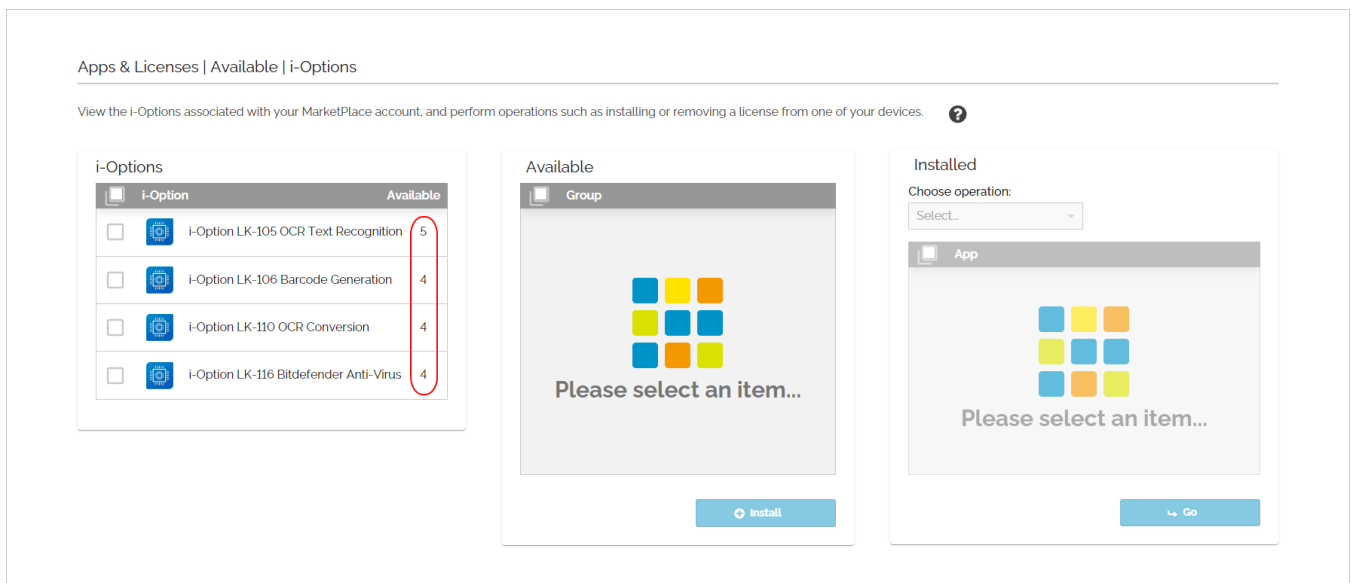 Apps & Licenses | Available | i-Options
View the i-Options associated with your MarketPlace account, and perform operations such as installing or removing a license from one of your devices. ?
i-Options
i-Option Available
i-Option LK-105 OCR Text Recognition 5
i-Option LK-106 Barcode Generation 4
i-Option LK-110 OCR Conversion 4
i-Option LK-116 Bitdefender Anti-Virus 4
Available
Group
Please select an item...
Install
Installed
Choose operation:
Select...
App
Please select an item...
Go